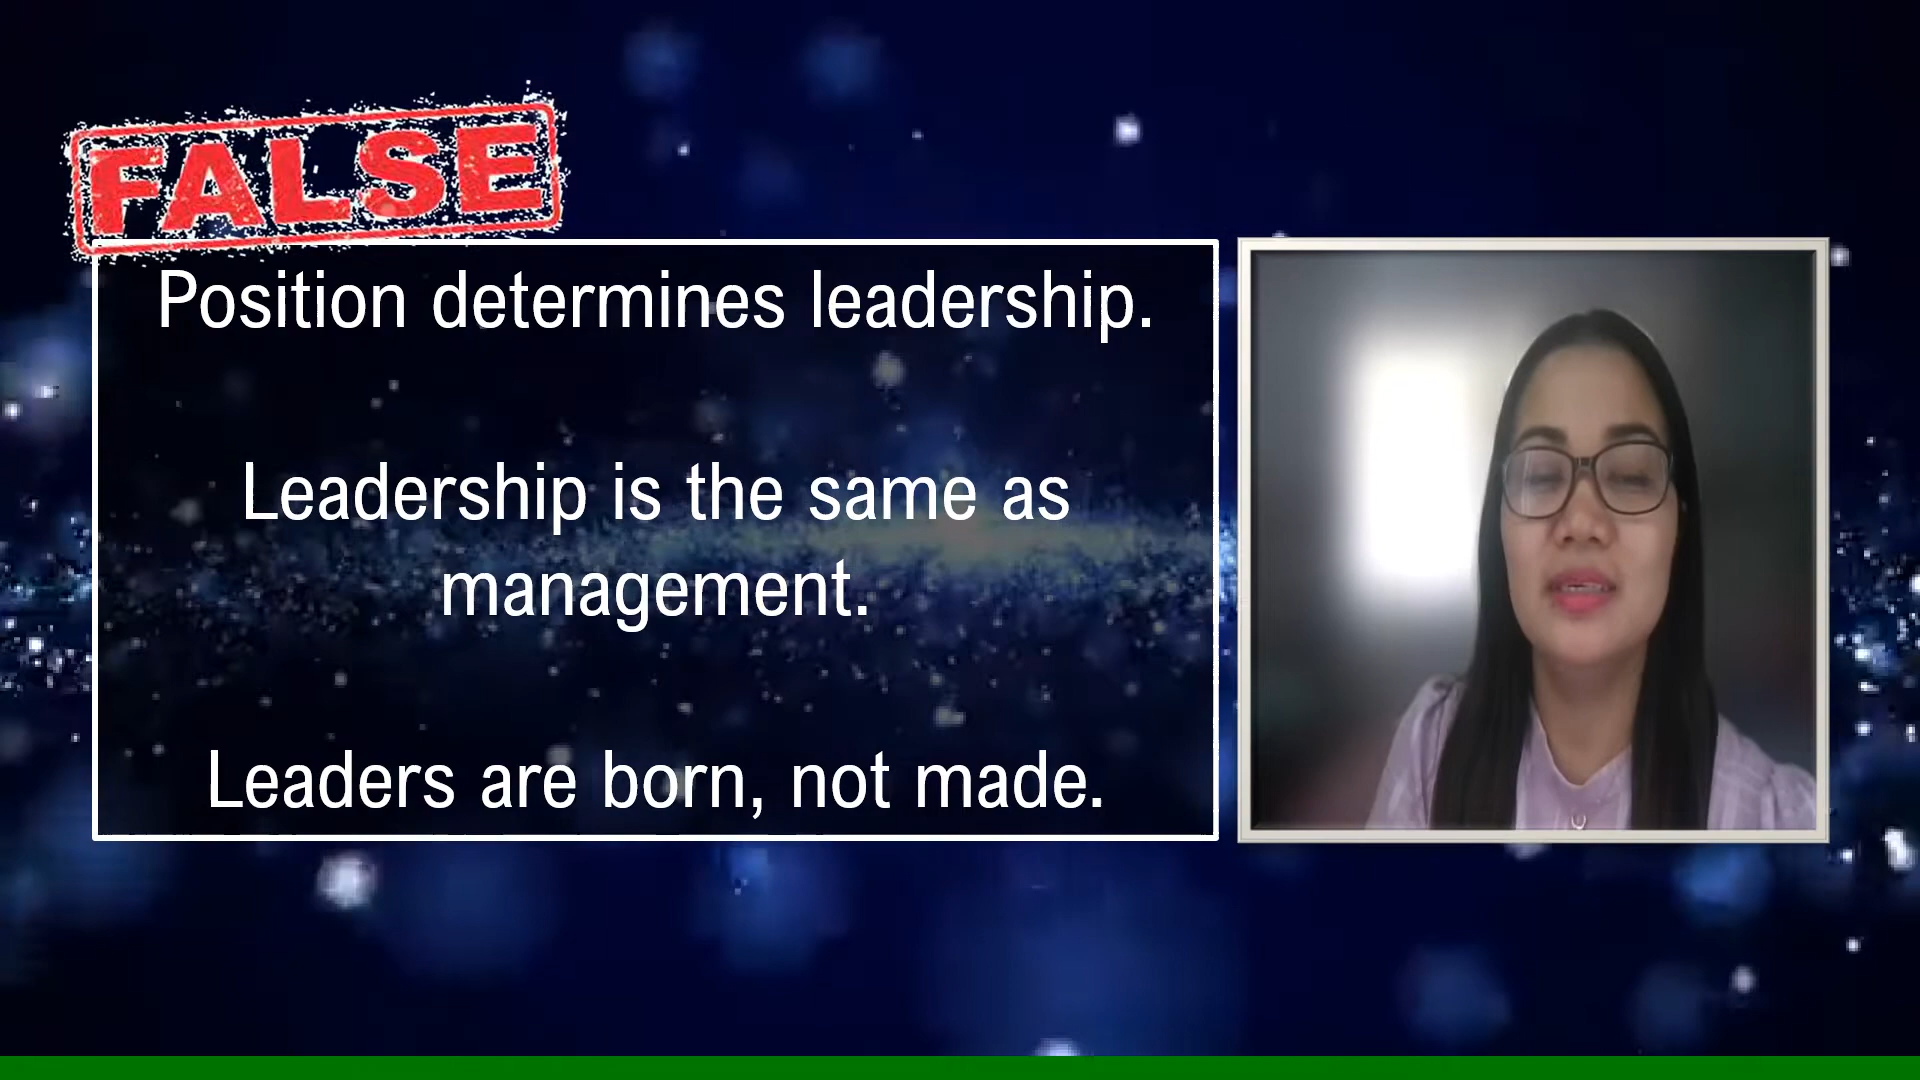 FALSE
Position determines leadership.
Leadership is the same as
management.
Leaders are born, not made.